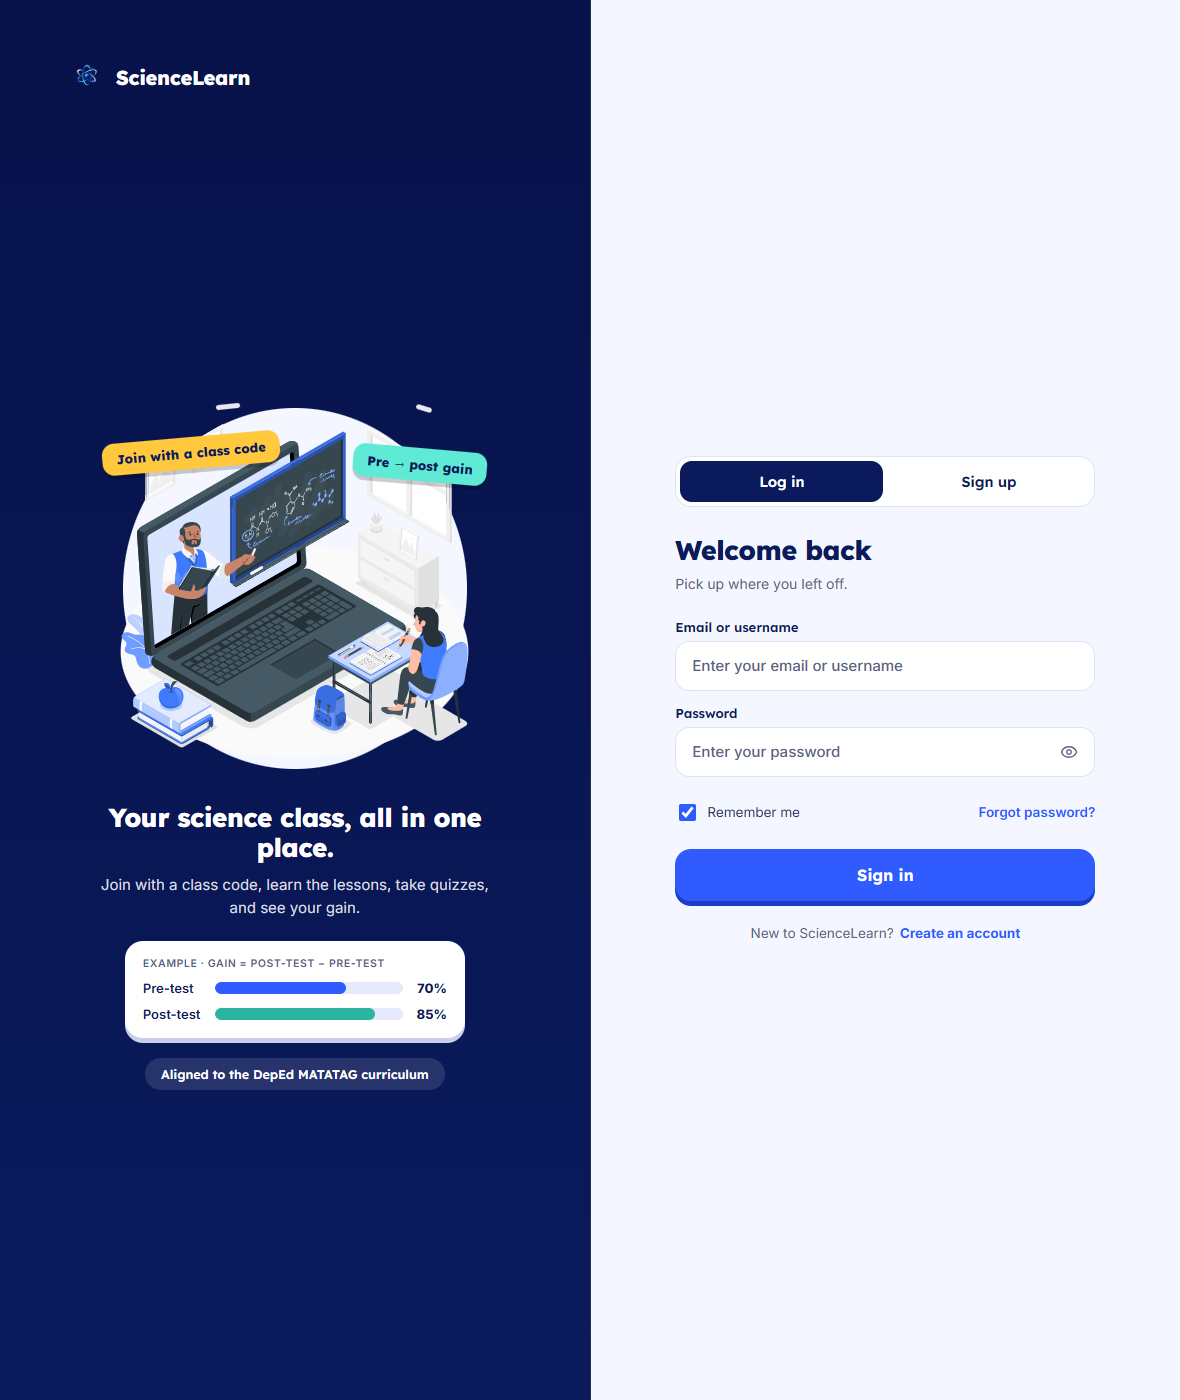 ScienceLearn
Join with a class code
Pre → post gain
Your science class, all in one
place.
Join with a class code, learn the lessons, take quizzes,
and see your gain.
EXAMPLE · GAIN = POST-TEST − PRE-TEST
Pre-test 70%
Post-test 85%
Aligned to the DepEd MATATAG curriculum
Log in Sign up
Welcome back
Pick up where you left off.
Email or username
Enter your email or username
Password
Enter your password
Remember me Forgot password?
Sign in
New to ScienceLearn? Create an account